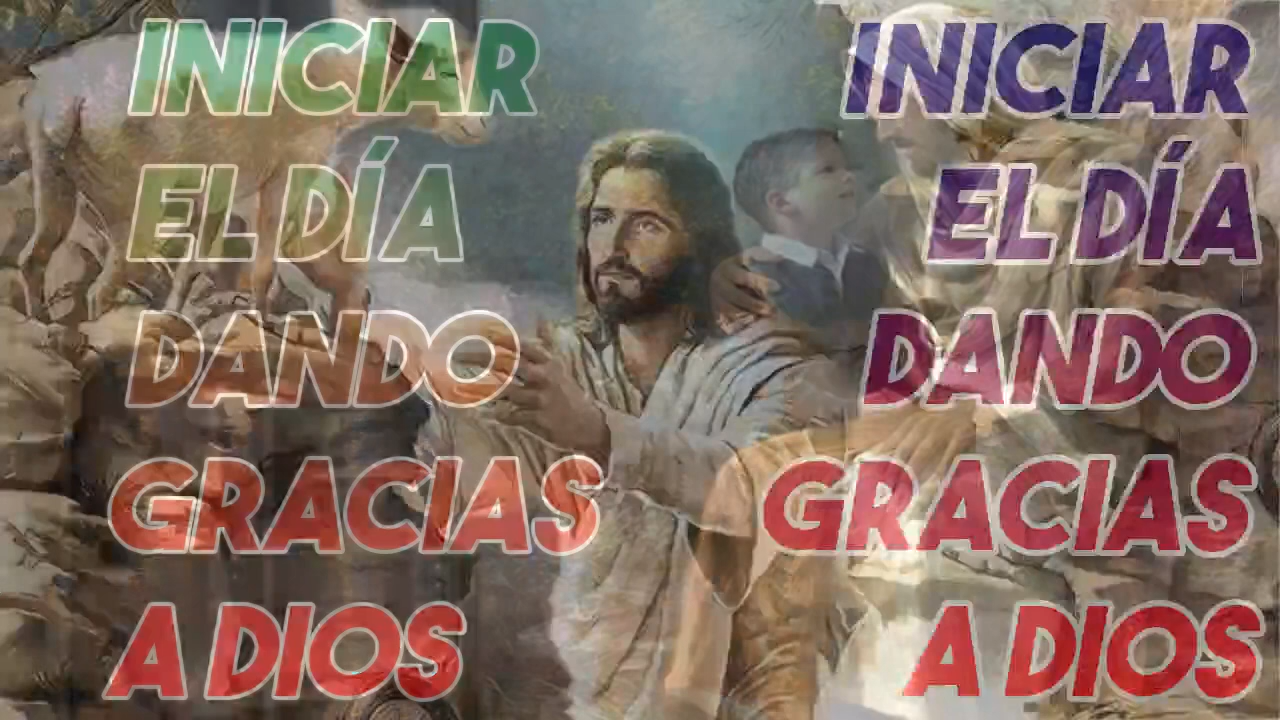 INICIAR
EL DÍA
DANDO
GRACIAS
A DIOS
INICIAR
EL DÍA
DANDO
GRACIAS
A DIOS